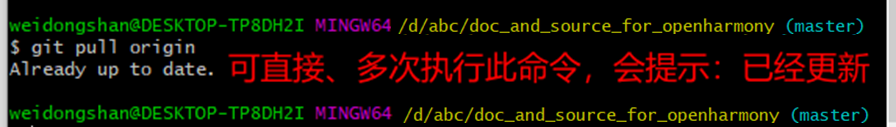 weidongshan@DESKTOP-TP8DH2I MINGW64 /d/abc/doc_and_source_for_openharmony (master)
$ git pull origin
Already up to date. 可直接、多次执行此命令，会提示：已经更新
weidongshan@DESKTOP-TP8DH2I MINGW64 /d/abc/doc_and_source_for_openharmony (master)